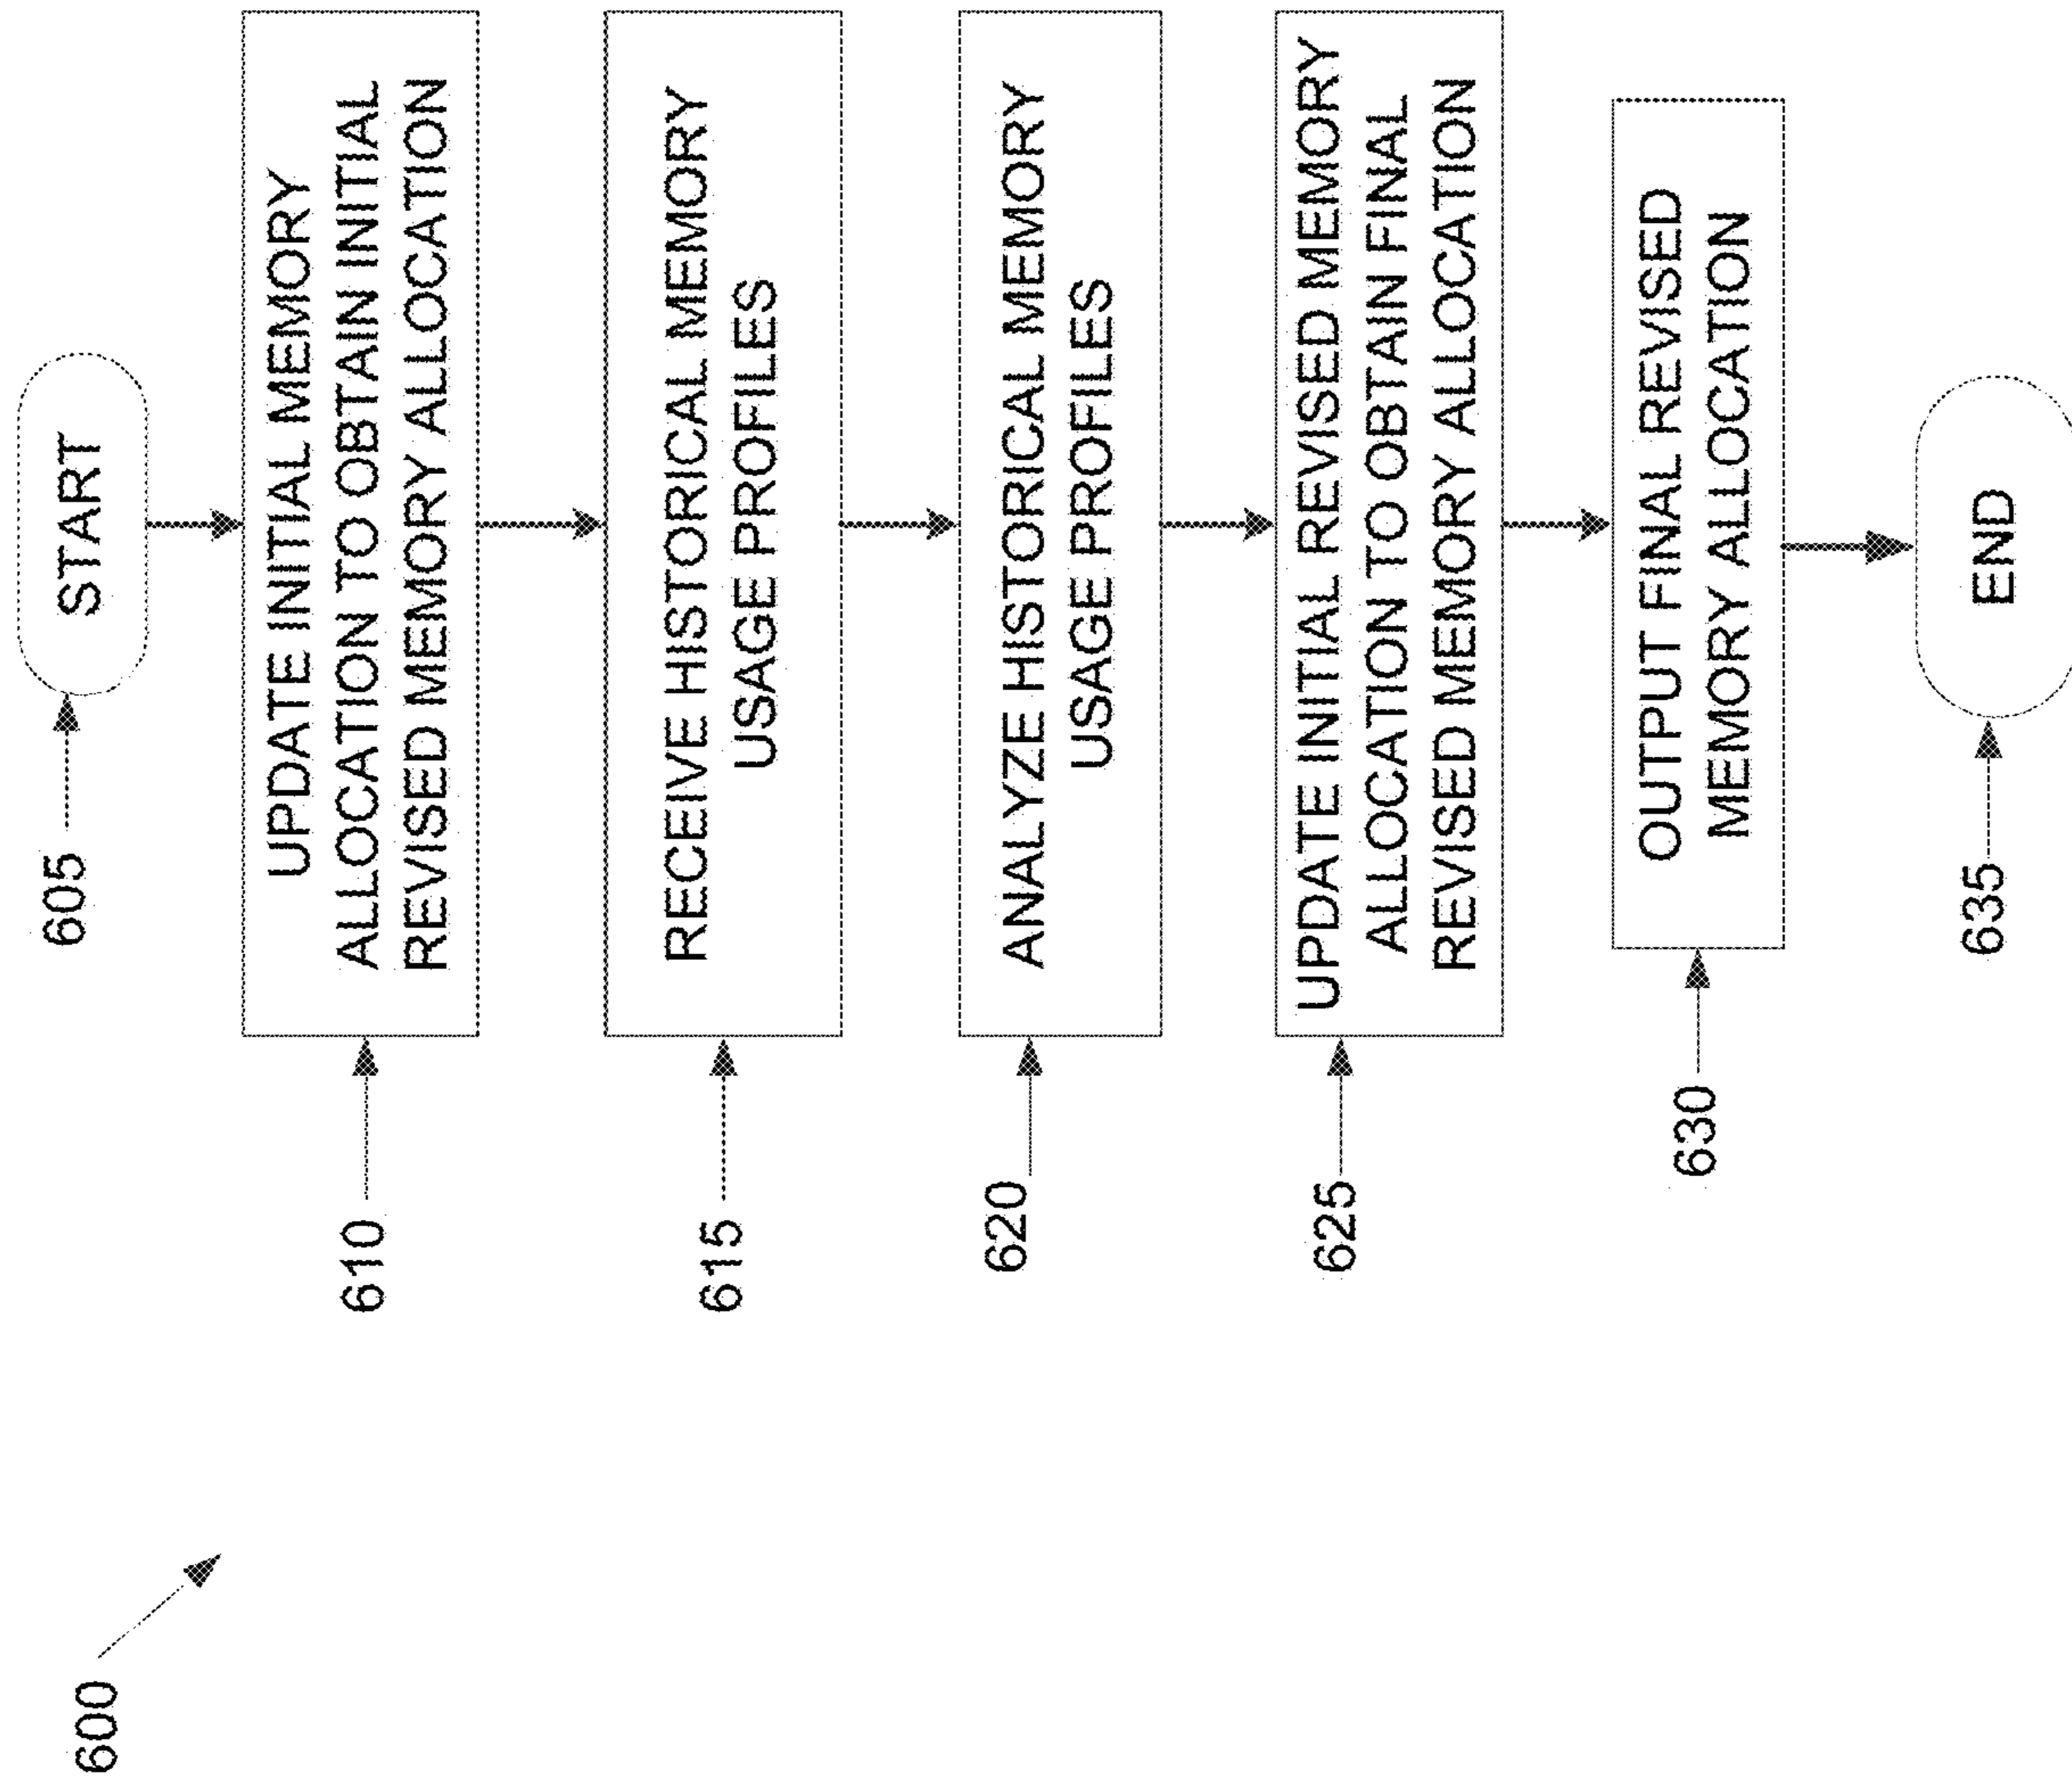 600
605
START
610
UPDATE INITIAL MEMORY
ALLOCATION TO OBTAIN INITIAL
REVISED MEMORY ALLOCATION
615
RECEIVE HISTORICAL MEMORY
USAGE PROFILES
620
ANALYZE HISTORICAL MEMORY
USAGE PROFILES
625
UPDATE INITIAL REVISED MEMORY
ALLOCATION TO OBTAIN FINAL
REVISED MEMORY ALLOCATION
630
OUTPUT FINAL REVISED
MEMORY ALLOCATION
635
END